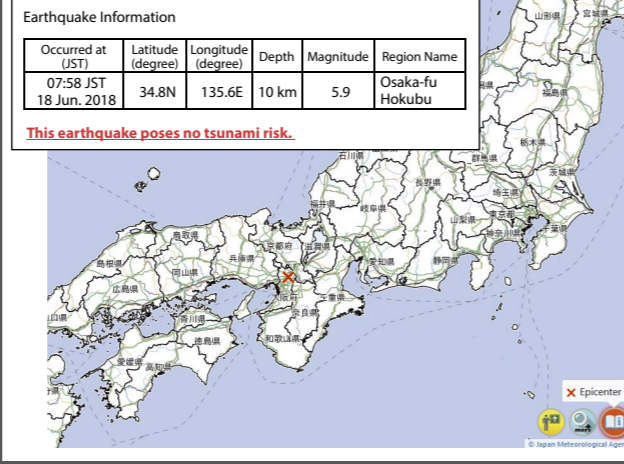 Earthquake Information
Occurred at (JST) Latitude (degree) Longitude (degree) Depth Magnitude Region Name
07:58 JST 18 Jun. 2018 34.8N 135.6E 10 km 5.9 Osaka-fu Hokubu
This earthquake poses no tsunami risk.
山形県
宮城県
福島県
栃木県
群馬県
茨城県
石川県
長野県
埼玉県
福井県
岐阜県
山梨県
東京都
千葉県
神奈川県
鳥取県
京都府
滋賀県
兵庫県
愛知県
静岡県
島根県
岡山県
広島県
大阪府
三重県
奈良県
香川県
和歌山県
徳島県
愛媛県
高知県
Epicenter
more
© Japan Meteorological